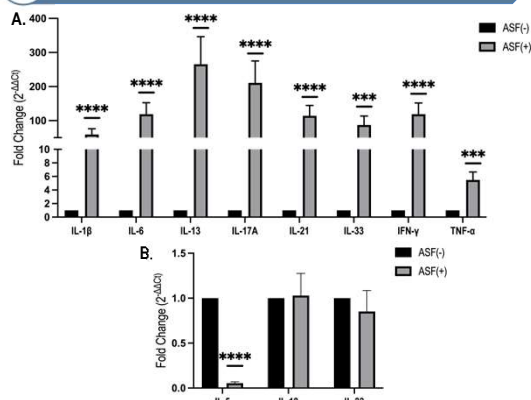 A.
ASF(-)
ASF(+)
Fold Change (2^-ΔΔCt)
400
300
200
100
10
8
6
4
2
0
**** **** **** **** **** *** **** ***
IL-1β IL-6 IL-13 IL-17A IL-21 IL-33 IFN-γ TNF-α
B.
ASF(-)
ASF(+)
Fold Change (2^-ΔΔCt)
1.5
1.0
0.5
0.0
****